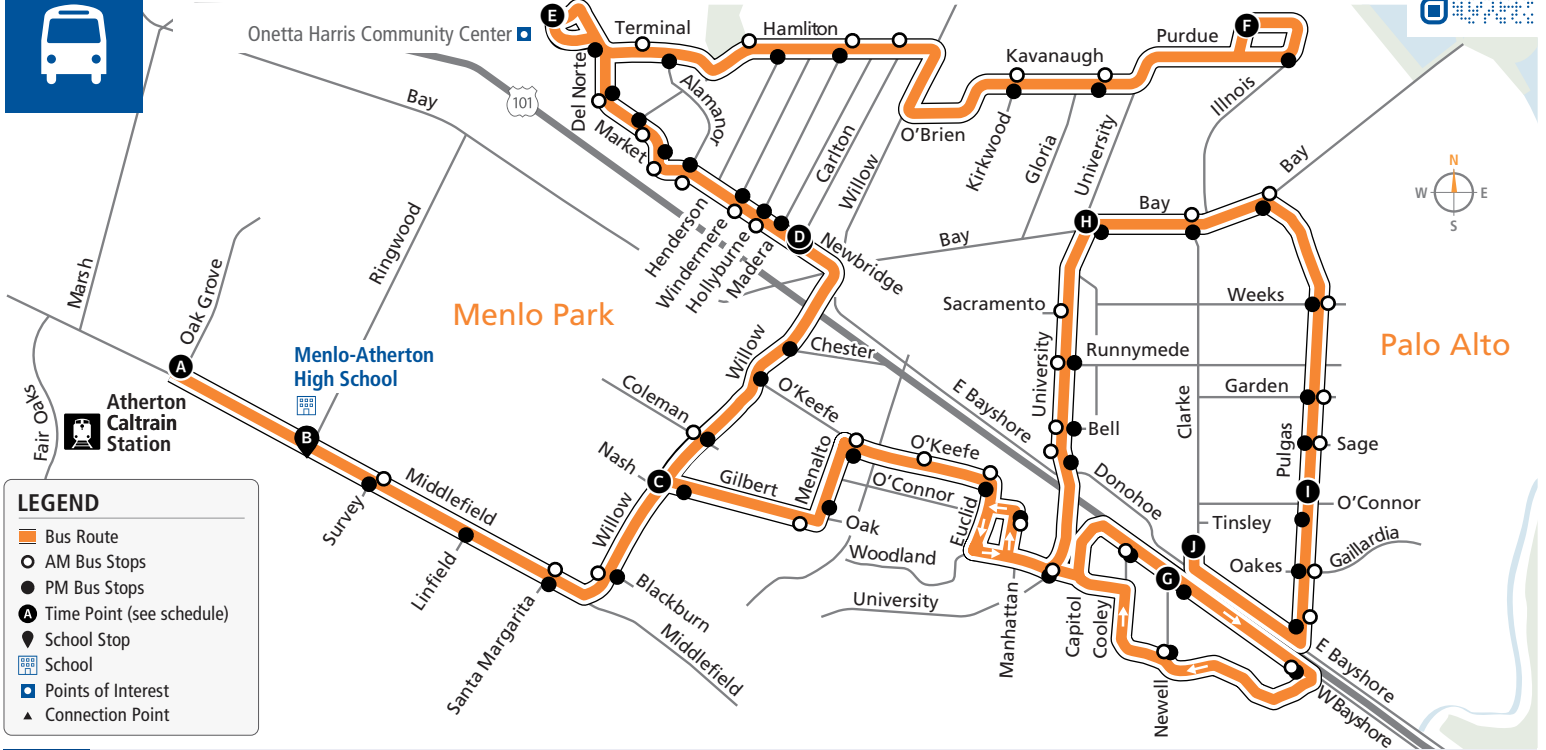 Onetta Harris Community Center
E
Terminal
Hamliton
Kavanaugh
Purdue
F
101
Bay
Del Norte
Alamanor
Market
Carlton
Willow
O'Brien
Kirkwood
Gloria
University
Illnois
Bay
N
W
E
S
Marsh
Oak Grove
Ringwood
Henderson
Windermere
Hollyburne
Madera
D
Newbridge
Bay
H
Bay
Sacramento
Weeks
Menlo Park
Palo Alto
A
Menlo-Atherton
High School
Willow
Chester
Runnymede
University
Garden
Clarke
Coleman
O'Keefe
E Bayshore
Bell
Pulgas
Sage
Fair Oaks
Atherton
Caltrain
Station
B
Nash
C
Gilbert
Menalto
O'Keefe
O'Connor
Donohoe
I
O'Connor
Survey
Middlefield
Willow
Oak
Euclid
Tinsley
J
Gaillardia
Woodland
G
Oakes
Linfield
Blackburn
University
Manhattan
Capitol
Cooley
Santa Margarita
Middlefield
Newell
E Bayshore
W Bayshore
LEGEND
Bus Route
AM Bus Stops
PM Bus Stops
A
Time Point (see schedule)
School Stop
School
Points of Interest
Connection Point